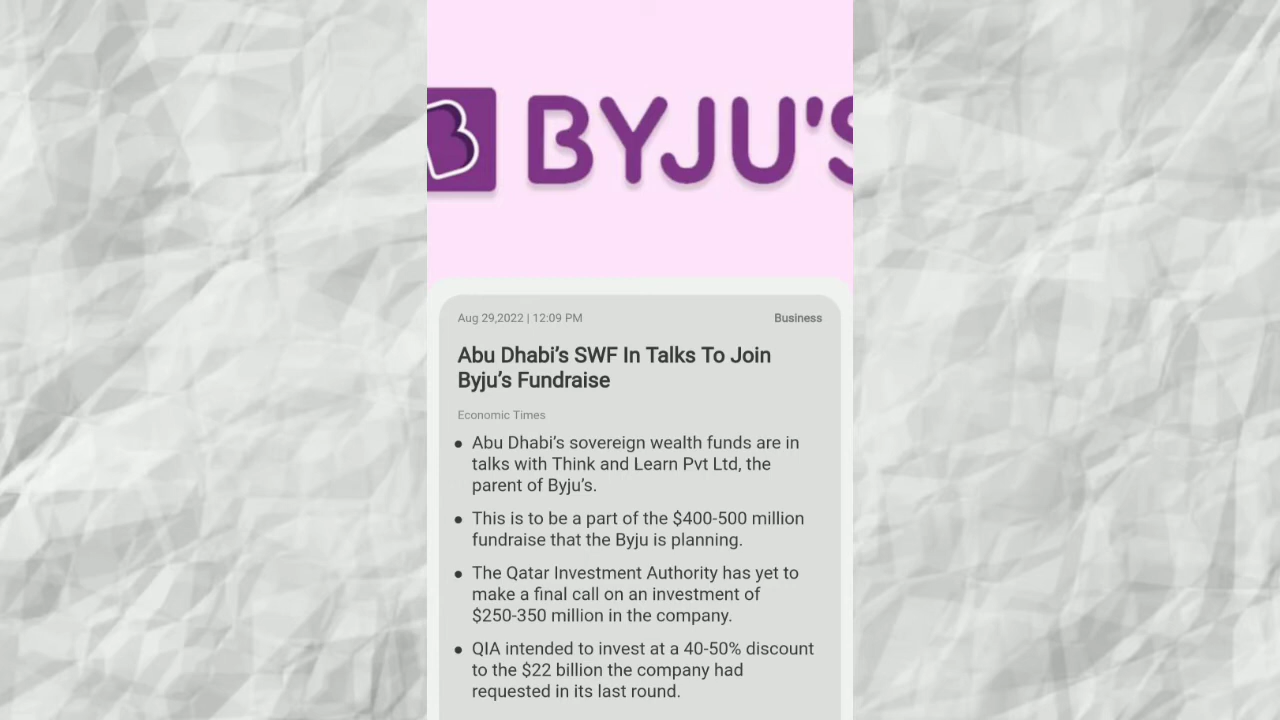 B BYJU'S
Aug 29,2022 | 12:09 PM Business
Abu Dhabi’s SWF In Talks To Join
Byju’s Fundraise
Economic Times
● Abu Dhabi’s sovereign wealth funds are in
talks with Think and Learn Pvt Ltd, the
parent of Byju’s.
● This is to be a part of the $400-500 million
fundraise that the Byju is planning.
● The Qatar Investment Authority has yet to
make a final call on an investment of
$250-350 million in the company.
● QIA intended to invest at a 40-50% discount
to the $22 billion the company had
requested in its last round.